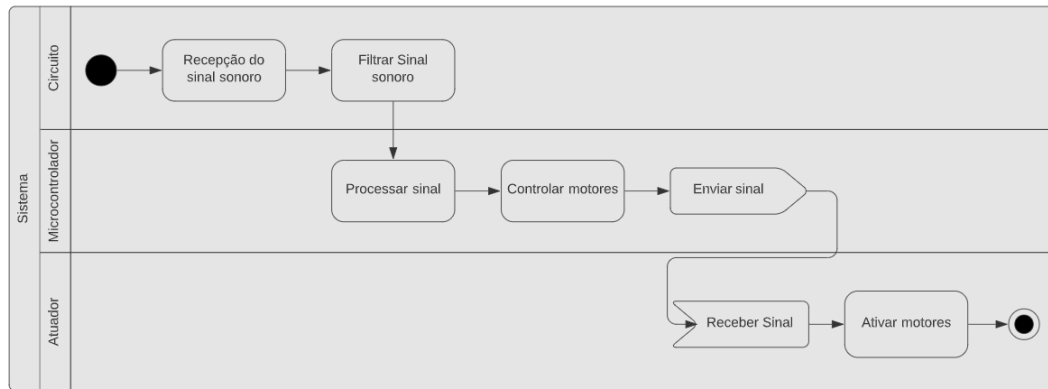 Sistema
Circuito
Recepção do
sinal sonoro
Filtrar Sinal
sonoro
Microcontrolador
Processar sinal
Controlar motores
Enviar sinal
Atuador
Receber Sinal
Ativar motores